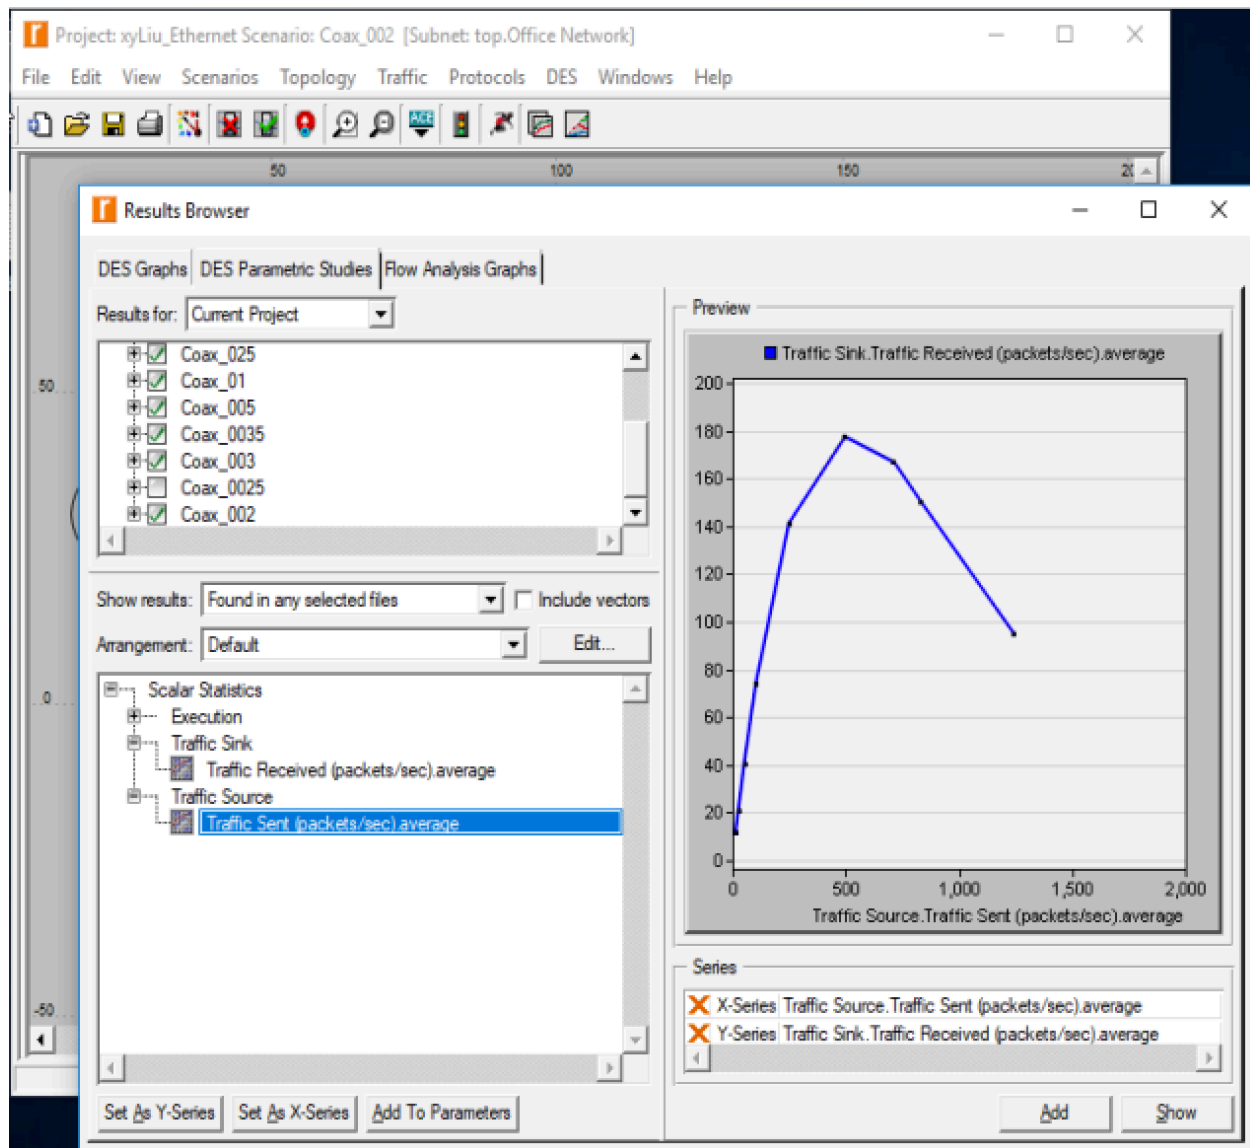 Project: xyLiu_Ethernet Scenario: Coax_002 [Subnet: top.Office Network]
File Edit View Scenarios Topology Traffic Protocols DES Windows Help
ACE
50 100 150
Results Browser
DES Graphs DES Parametric Studies Flow Analysis Graphs
Results for: Current Project
Coax_025
Coax_01
Coax_005
Coax_0035
Coax_003
Coax_0025
Coax_002
50
0
-50
Show results: Found in any selected files Include vectors
Arrangement: Default Edit...
Scalar Statistics
Execution
Traffic Sink
Traffic Received (packets/sec).average
Traffic Source
Traffic Sent (packets/sec).average
Set As Y-Series Set As X-Series Add To Parameters
Preview
Traffic Sink.Traffic Received (packets/sec).average
200
180
160
140
120
100
80
60
40
20
0
0 500 1,000 1,500 2,000
Traffic Source.Traffic Sent (packets/sec).average
Series
X-Series Traffic Source.Traffic Sent (packets/sec).average
Y-Series Traffic Sink.Traffic Received (packets/sec).average
Add Show